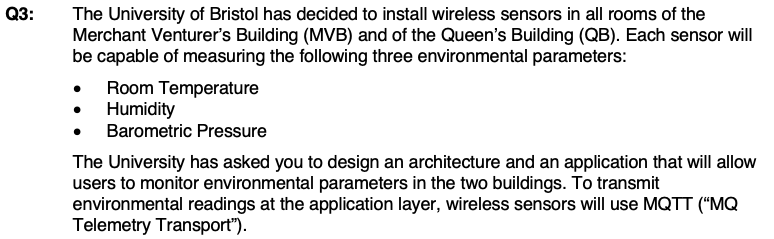 Q3: The University of Bristol has decided to install wireless sensors in all rooms of the
Merchant Venturer's Building (MVB) and of the Queen's Building (QB). Each sensor will
be capable of measuring the following three environmental parameters:
• Room Temperature
• Humidity
• Barometric Pressure
The University has asked you to design an architecture and an application that will allow
users to monitor environmental parameters in the two buildings. To transmit
environmental readings at the application layer, wireless sensors will use MQTT ("MQ
Telemetry Transport").